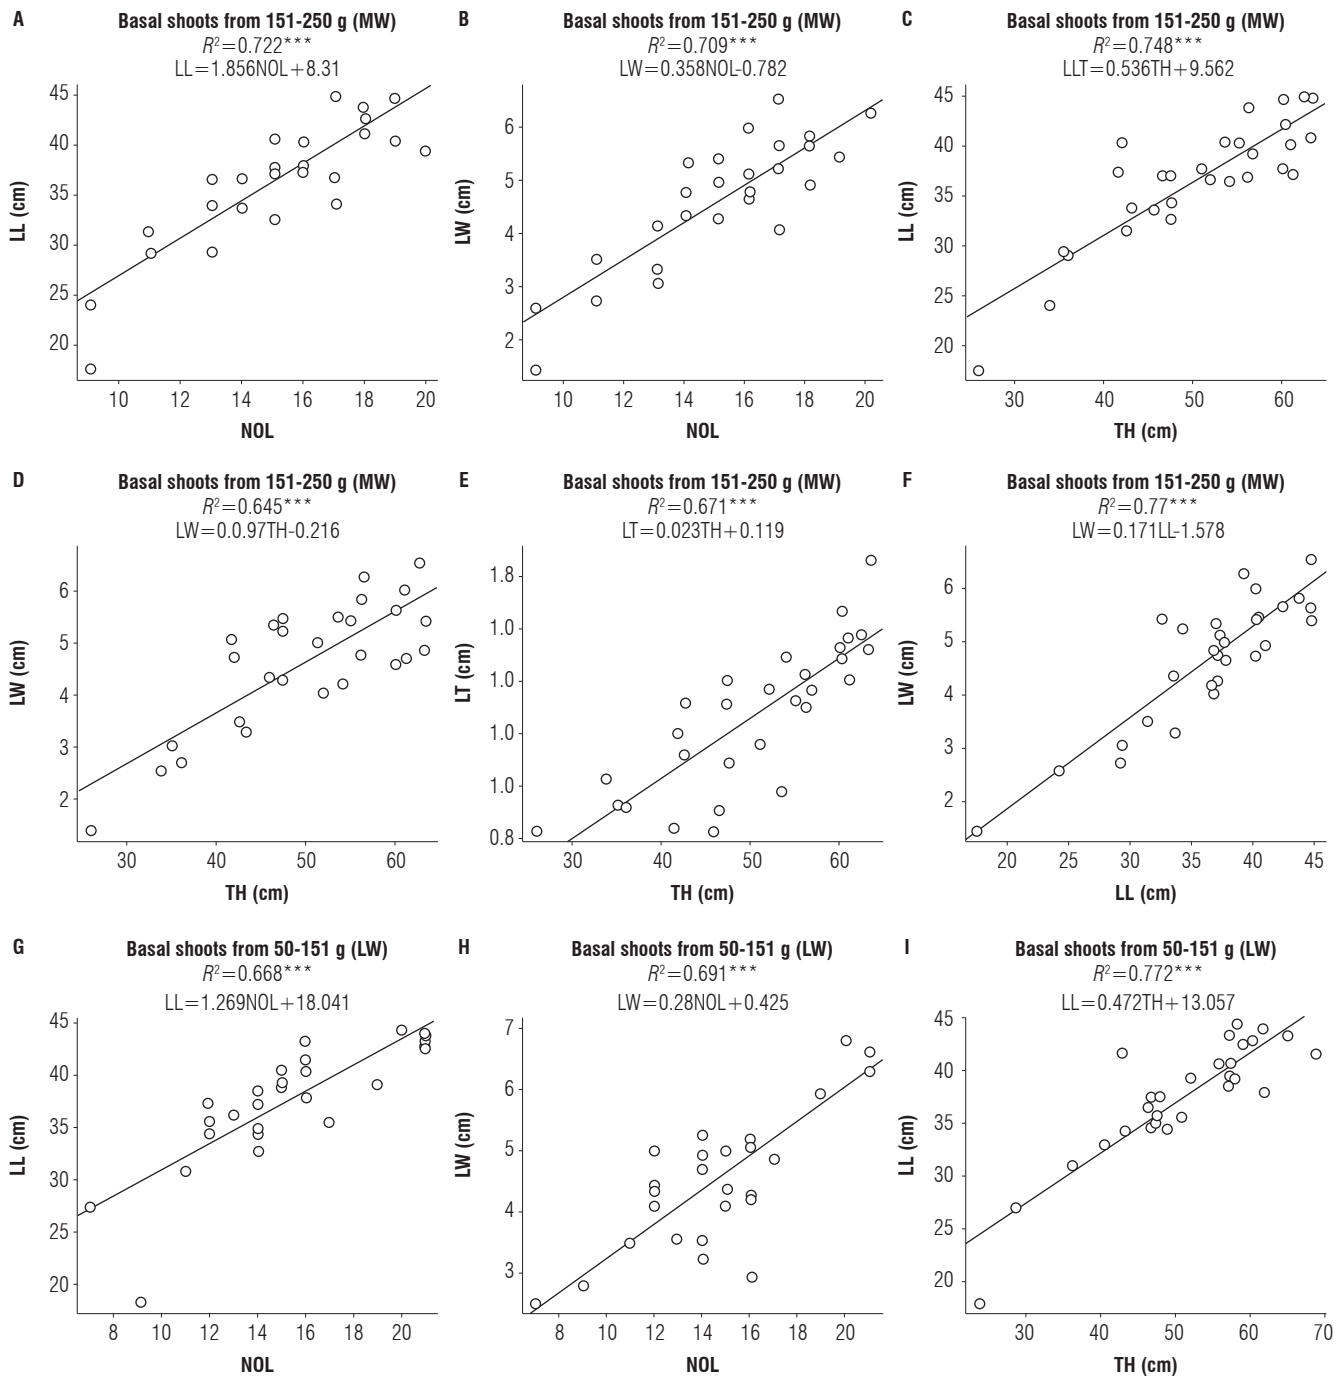 A
Basal shoots from 151-250 g (MW)
R²=0.722***
LL=1.856NOL+8.31
LL (cm)
45
40
35
30
25
20
10 12 14 16 18 20
NOL
B
Basal shoots from 151-250 g (MW)
R²=0.709***
LW=0.358NOL-0.782
LW (cm)
6
5
4
3
2
10 12 14 16 18 20
NOL
C
Basal shoots from 151-250 g (MW)
R²=0.748***
LLT=0.536TH+9.562
LL (cm)
45
40
35
30
25
20
30 40 50 60
TH (cm)
D
Basal shoots from 151-250 g (MW)
R²=0.645***
LW=0.0.97TH-0.216
LW (cm)
6
5
4
3
2
30 40 50 60
TH (cm)
E
Basal shoots from 151-250 g (MW)
R²=0.671***
LT=0.023TH+0.119
LT (cm)
1.8
1.0
1.0
1.0
1.0
0.8
30 40 50 60
TH (cm)
F
Basal shoots from 151-250 g (MW)
R²=0.77***
LW=0.171LL-1.578
LW (cm)
6
5
4
3
2
20 25 30 35 40 45
LL (cm)
G
Basal shoots from 50-151 g (LW)
R²=0.668***
LL=1.269NOL+18.041
LL (cm)
45
40
35
30
25
20
8 10 12 14 16 18 20
NOL
H
Basal shoots from 50-151 g (LW)
R²=0.691***
LW=0.28NOL+0.425
LW (cm)
7
6
5
4
3
8 10 12 14 16 18 20
NOL
I
Basal shoots from 50-151 g (LW)
R²=0.772***
LL=0.472TH+13.057
LL (cm)
45
40
35
30
25
20
30 40 50 60 70
TH (cm)